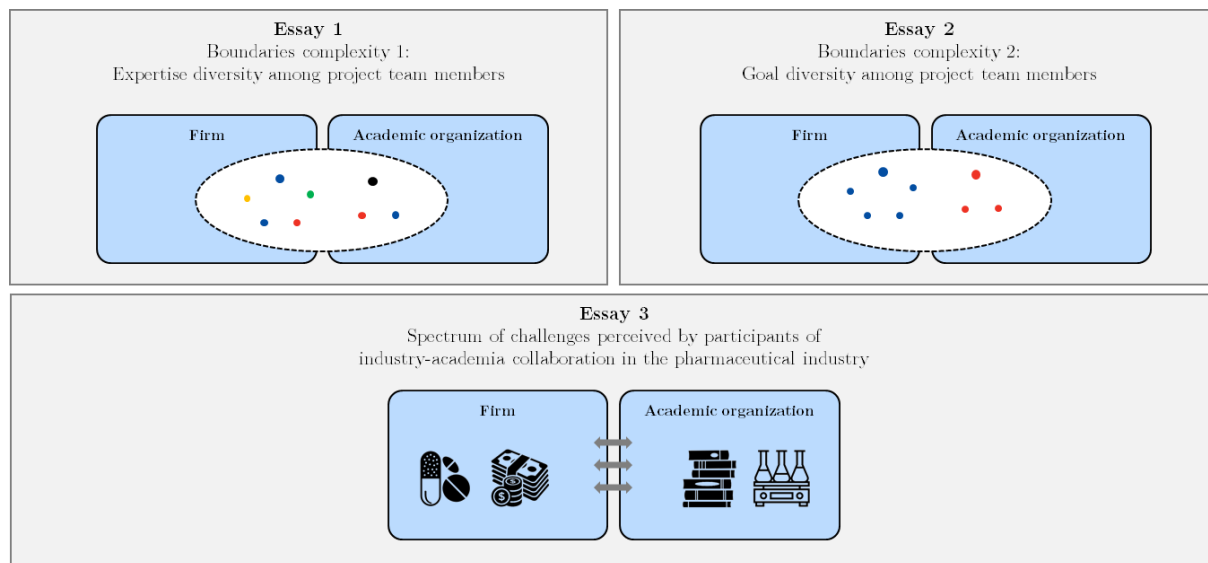 Essay 1
Boundaries complexity 1:
Expertise diversity among project team members
Firm
Academic organization
Essay 2
Boundaries complexity 2:
Goal diversity among project team members
Firm
Academic organization
Essay 3
Spectrum of challenges perceived by participants of
industry-academia collaboration in the pharmaceutical industry
Firm
Academic organization